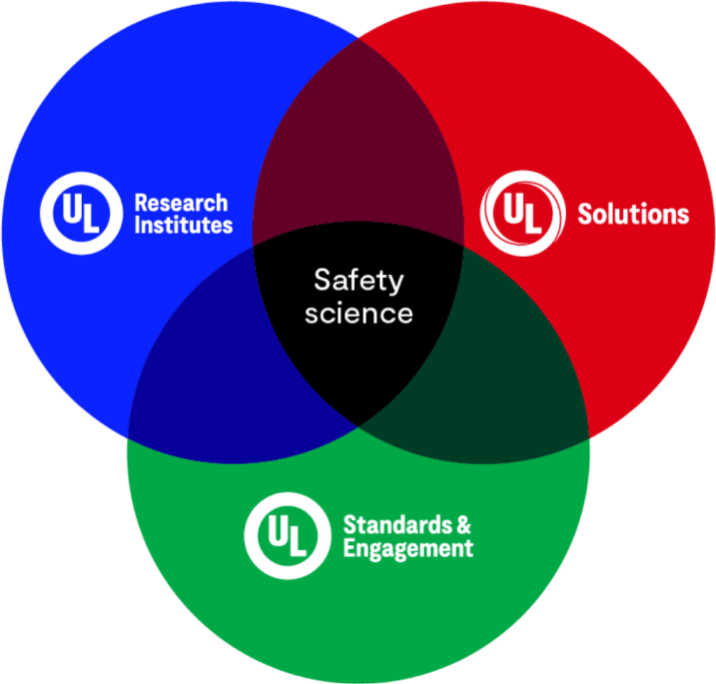 UL
Research
Institutes
UL
Solutions
Safety
science
UL
Standards &
Engagement